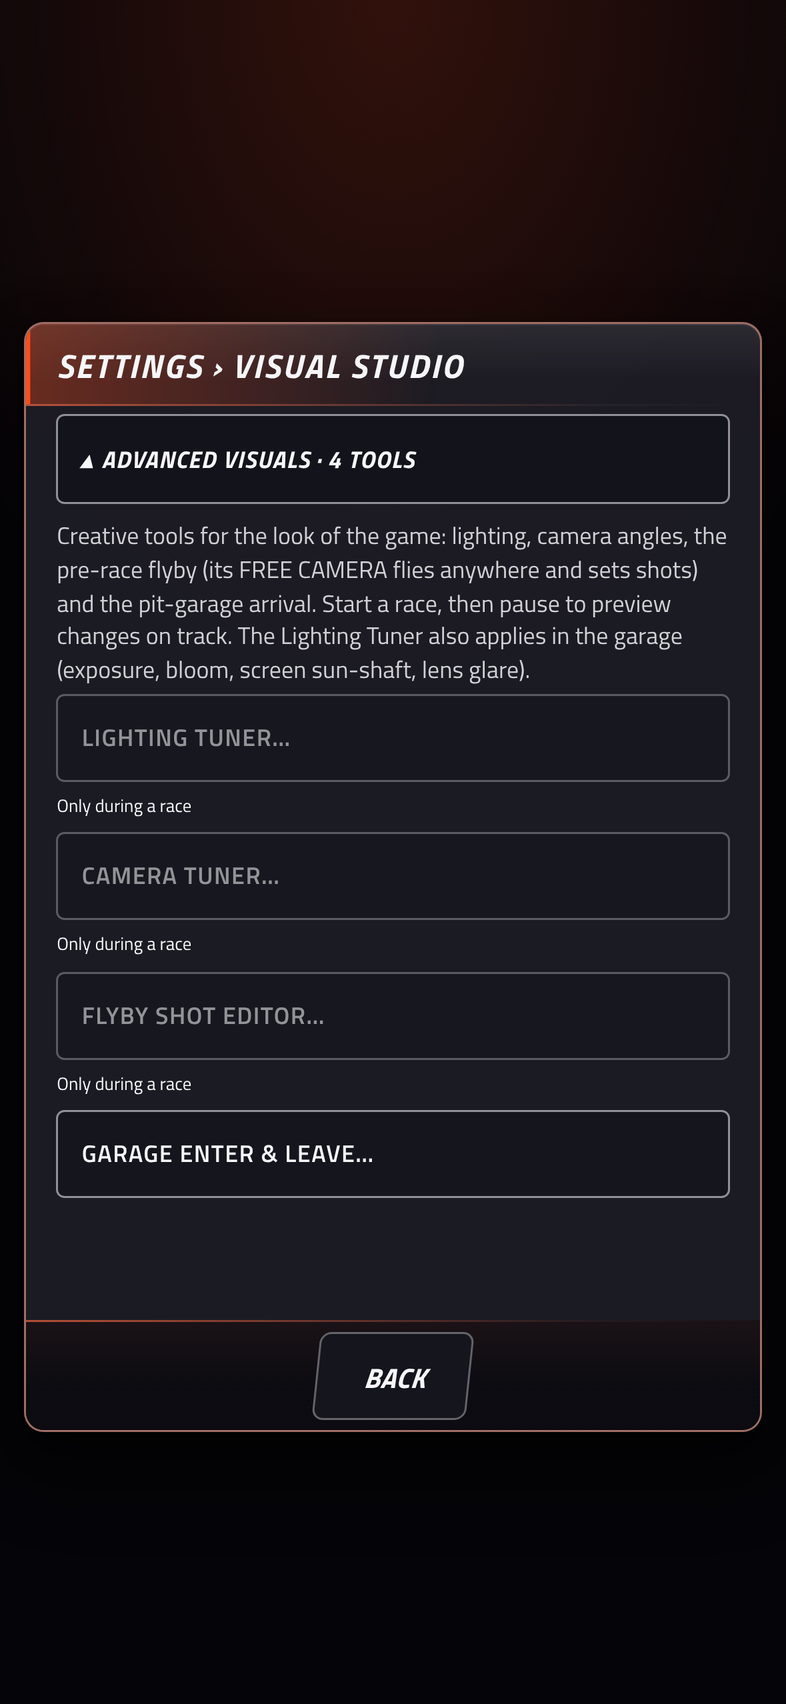 SETTINGS › VISUAL STUDIO
▲ ADVANCED VISUALS · 4 TOOLS
Creative tools for the look of the game: lighting, camera angles, the
pre-race flyby (its FREE CAMERA flies anywhere and sets shots)
and the pit-garage arrival. Start a race, then pause to preview
changes on track. The Lighting Tuner also applies in the garage
(exposure, bloom, screen sun-shaft, lens glare).
LIGHTING TUNER...
Only during a race
CAMERA TUNER...
Only during a race
FLYBY SHOT EDITOR...
Only during a race
GARAGE ENTER & LEAVE...
BACK